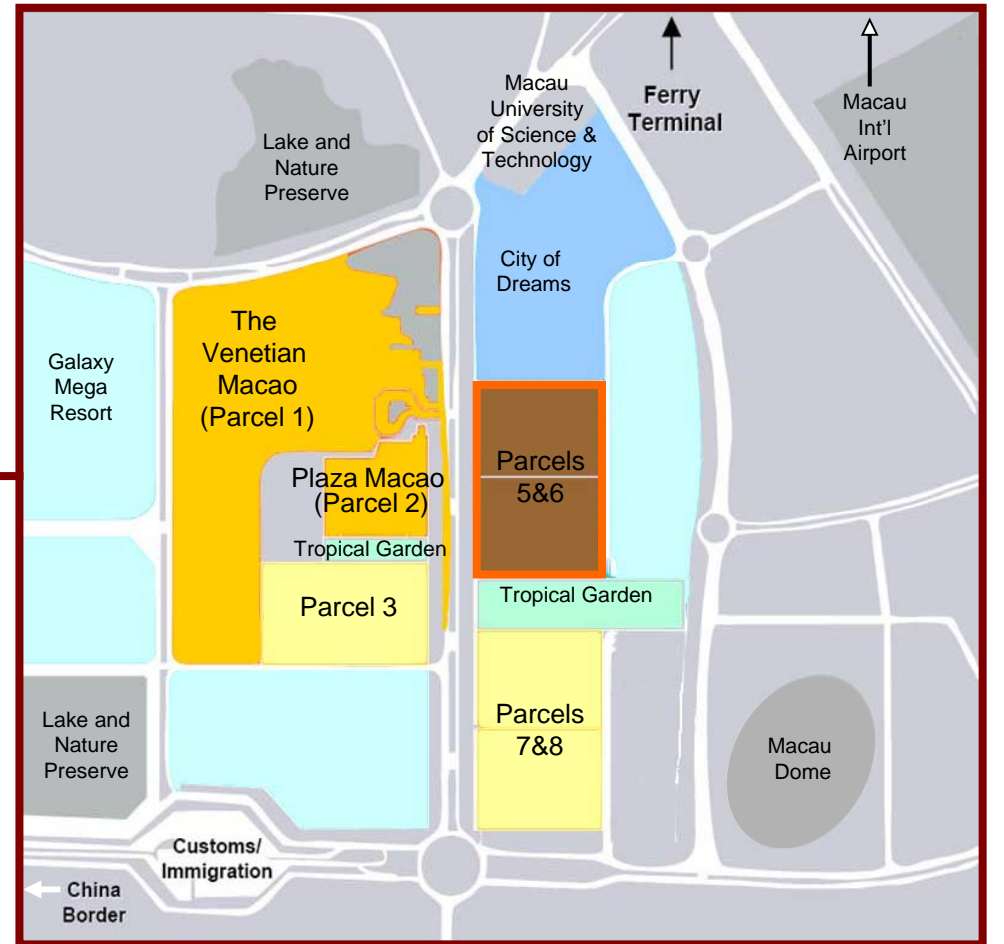 Macau
University
of Science &
Technology
Ferry
Terminal
Macau
Int'l
Airport
Lake and
Nature
Preserve
City of
Dreams
The
Venetian
Macao
(Parcel 1)
Galaxy
Mega
Resort
Plaza Macao
(Parcel 2)
Parcels
5&6
Tropical Garden
Tropical Garden
Parcel 3
Lake and
Nature
Preserve
Parcels
7&8
Macau
Dome
Customs/
Immigration
China
Border